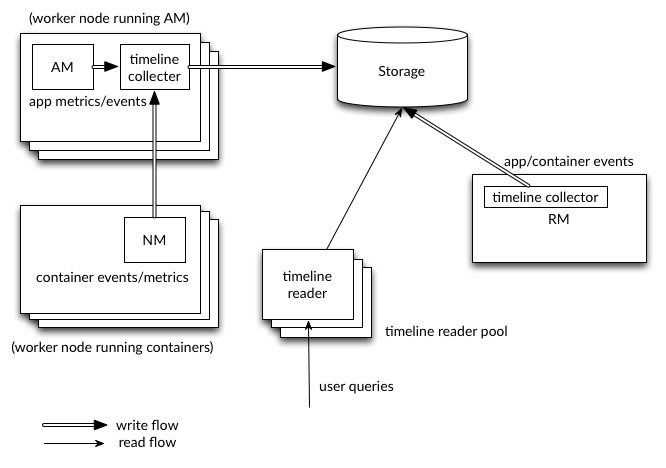 (worker node running AM)
AM
timeline
collecter
app metrics/events
Storage
app/container events
timeline collector
RM
NM
container events/metrics
(worker node running containers)
timeline
reader
timeline reader pool
user queries
write flow
read flow